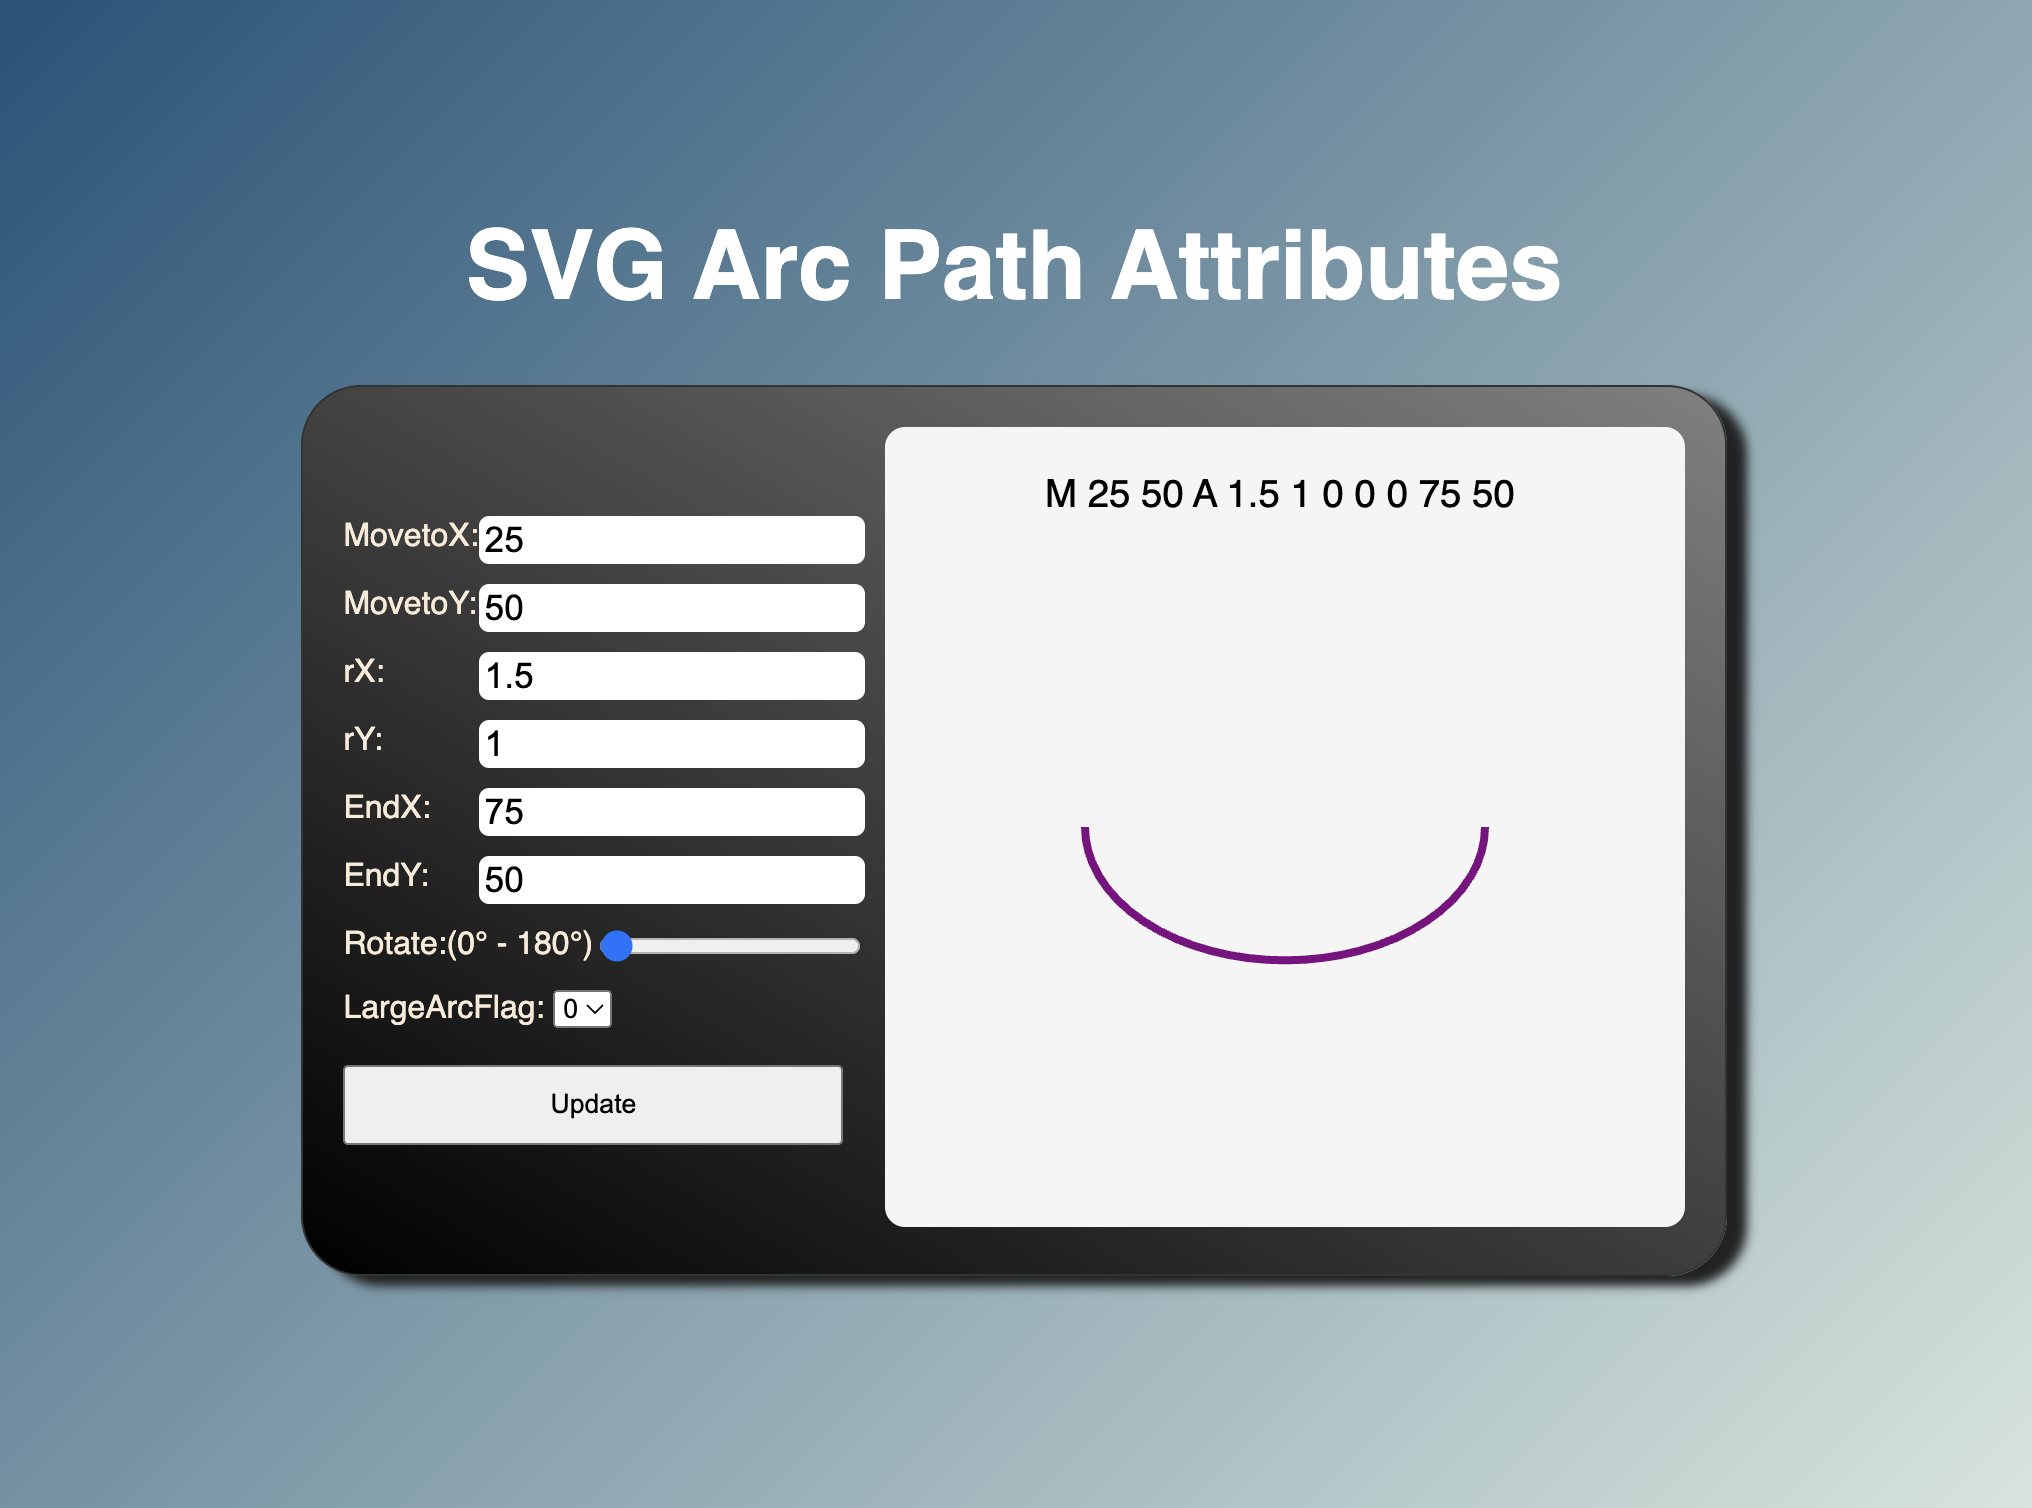 SVG Arc Path Attributes
MovetoX: 25
MovetoY: 50
rX: 1.5
rY: 1
EndX: 75
EndY: 50
Rotate:(0° - 180°)
LargeArcFlag: 0
Update
M 25 50 A 1.5 1 0 0 0 75 50